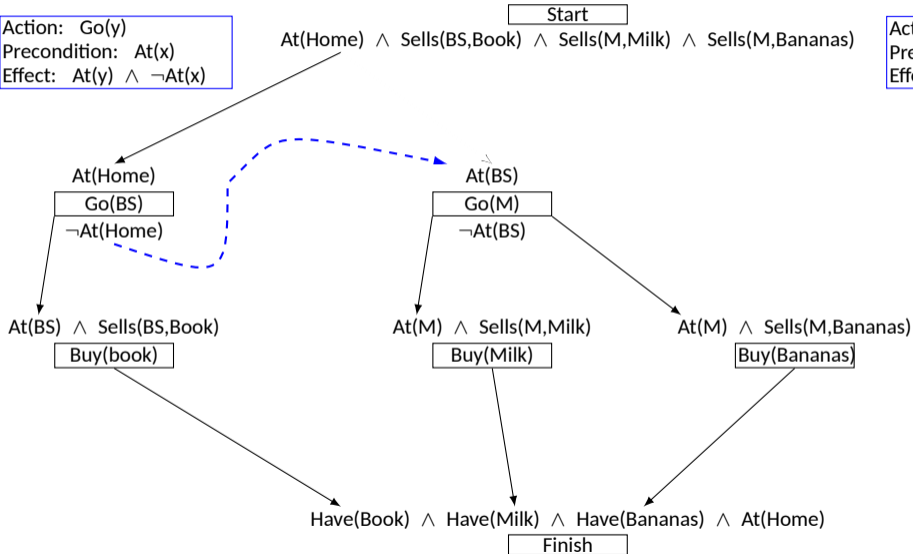 Start
Action: Go(y)
Precondition: At(x)
Effect: At(y) ∧ ¬At(x)
At(Home) ∧ Sells(BS,Book) ∧ Sells(M,Milk) ∧ Sells(M,Bananas)
At(Home)
Go(BS)
¬At(Home)
At(BS)
Go(M)
¬At(BS)
At(BS) ∧ Sells(BS,Book)
Buy(book)
At(M) ∧ Sells(M,Milk)
Buy(Milk)
At(M) ∧ Sells(M,Bananas)
Buy(Bananas)
Have(Book) ∧ Have(Milk) ∧ Have(Bananas) ∧ At(Home)
Finish